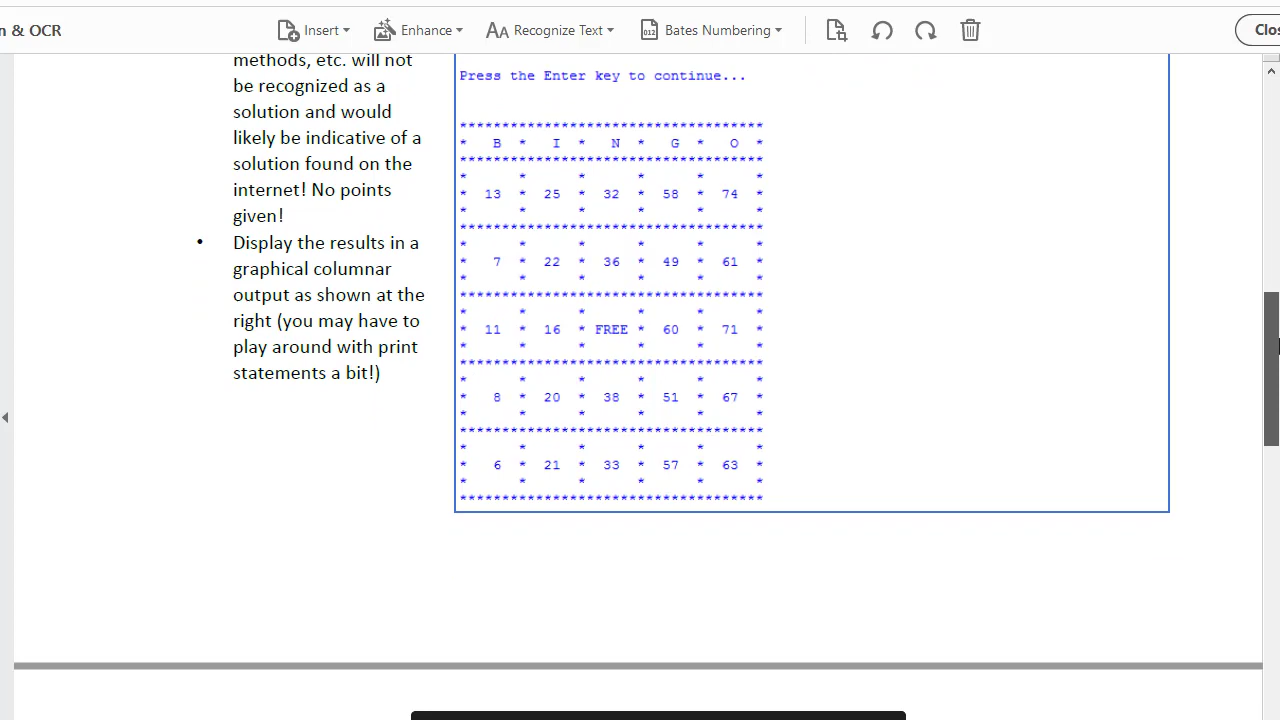 n & OCR Insert Enhance Recognize Text Bates Numbering Clos
methods, etc. will not
be recognized as a
solution and would
likely be indicative of a
solution found on the
internet! No points
given!
• Display the results in a
graphical columnar
output as shown at the
right (you may have to
play around with print
statements a bit!)
Press the Enter key to continue...
************************************
* B * I * N * G * O *
************************************
* * * * * *
* 13 * 25 * 32 * 58 * 74 *
* * * * * *
************************************
* * * * * *
* 7 * 22 * 36 * 49 * 61 *
* * * * * *
************************************
* * * * * *
* 11 * 16 * FREE * 60 * 71 *
* * * * * *
************************************
* * * * * *
* 8 * 20 * 38 * 51 * 67 *
* * * * * *
************************************
* * * * * *
* 6 * 21 * 33 * 57 * 63 *
* * * * * *
************************************